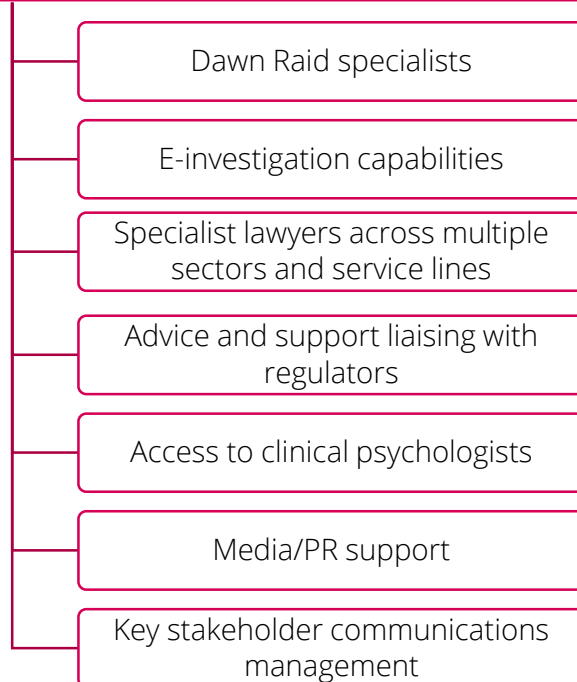 Dawn Raid specialists
E-investigation capabilities
Specialist lawyers across multiple
sectors and service lines
Advice and support liaising with
regulators
Access to clinical psychologists
Media/PR support
Key stakeholder communications
management